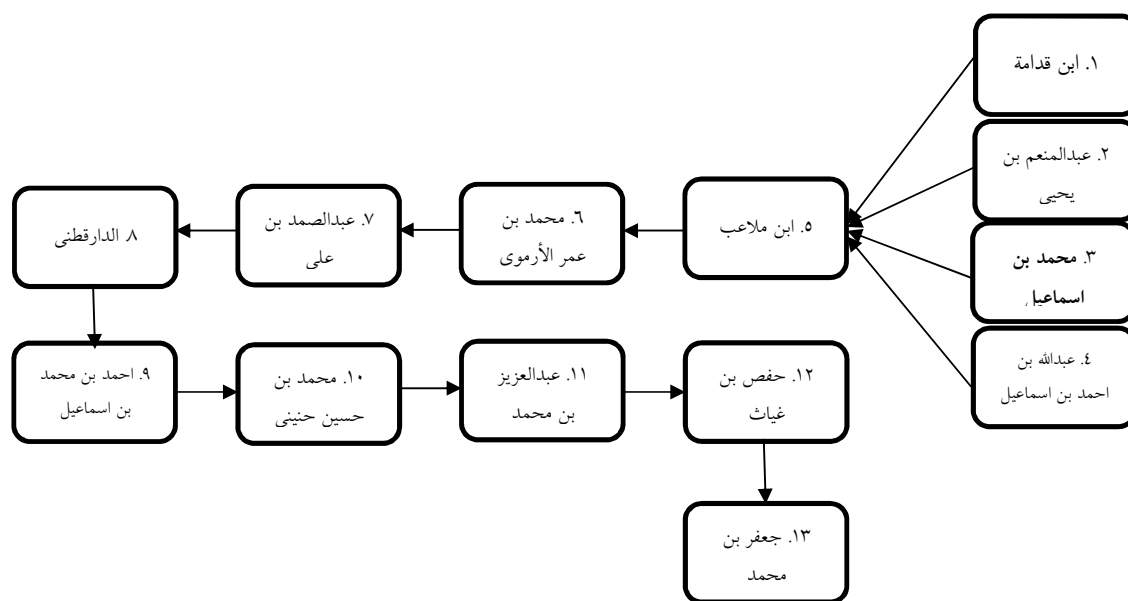 ١. ابن قدامة
٢. عبدالمنعم بن
يحيى
٣. محمد بن
اسماعيل
٤. عبدالله بن
احمد بن اسماعيل
٥. ابن ملاعب
٦. محمد بن
عمر الأرموى
٧. عبدالصمد بن
على
٨. الدارقطنى
٩. احمد بن محمد
بن اسماعيل
١٠. محمد بن
حسين حنينى
١١. عبدالعزيز
بن محمد
١٢. حفص بن
غياث
١٣. جعفر بن
محمد